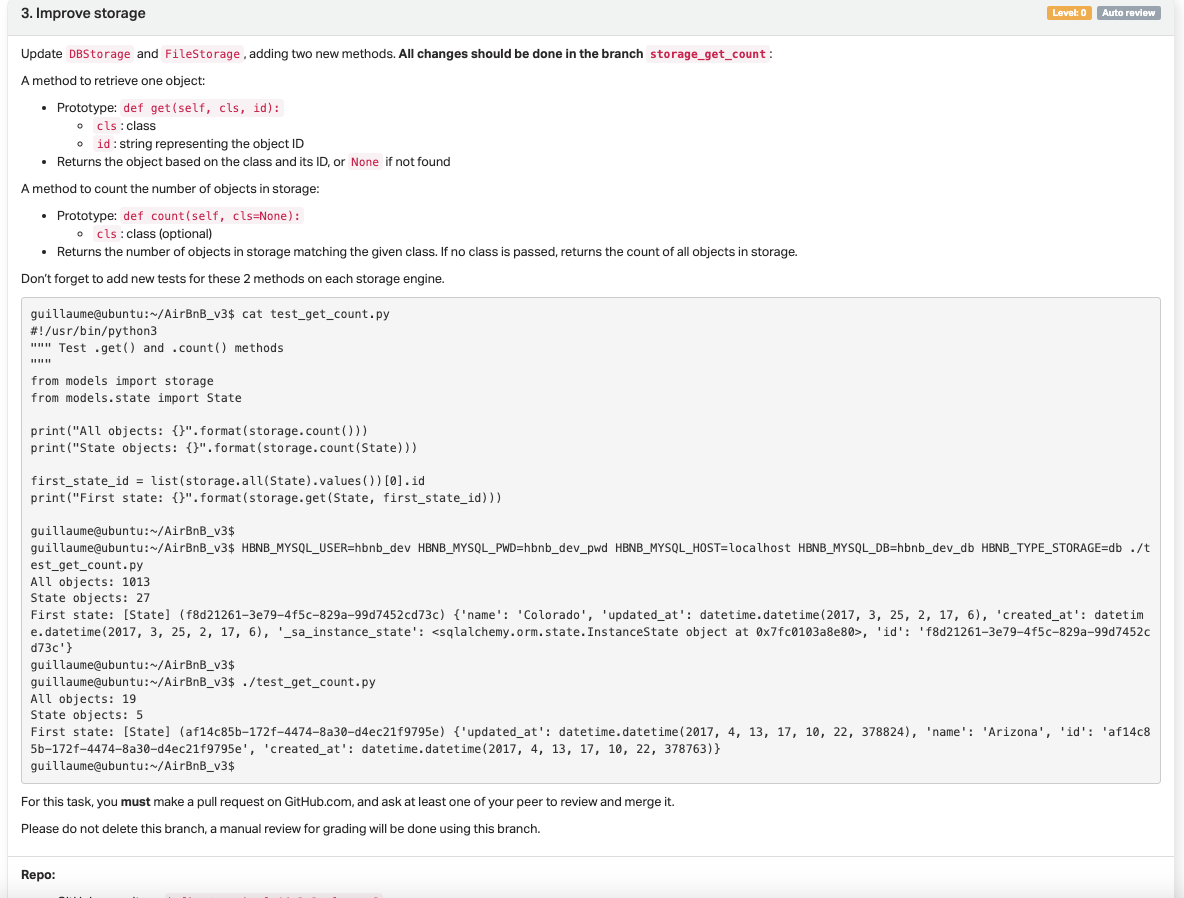 3. Improve storage
Level: 0
Auto review
Update DBStorage and FileStorage, adding two new methods. All changes should be done in the branch storage_get_count:
A method to retrieve one object:
• Prototype: def get(self, cls, id):
◦ cls: class
◦ id: string representing the object ID
• Returns the object based on the class and its ID, or None if not found
A method to count the number of objects in storage:
• Prototype: def count(self, cls=None):
◦ cls: class (optional)
• Returns the number of objects in storage matching the given class. If no class is passed, returns the count of all objects in storage.
Don't forget to add new tests for these 2 methods on each storage engine.
guillaume@ubuntu:~/AirBnB_v3$ cat test_get_count.py
#!/usr/bin/python3
""" Test .get() and .count() methods
"""
from models import storage
from models.state import State
print("All objects: {}".format(storage.count()))
print("State objects: {}".format(storage.count(State)))
first_state_id = list(storage.all(State).values())[0].id
print("First state: {}".format(storage.get(State, first_state_id)))
guillaume@ubuntu:~/AirBnB_v3$
guillaume@ubuntu:~/AirBnB_v3$ HBNB_MYSQL_USER=hbnb_dev HBNB_MYSQL_PWD=hbnb_dev_pwd HBNB_MYSQL_HOST=localhost HBNB_MYSQL_DB=hbnb_dev_db HBNB_TYPE_STORAGE=db ./t
est_get_count.py
All objects: 1013
State objects: 27
First state: [State] (f8d21261-3e79-4f5c-829a-99d7452cd73c) {'name': 'Colorado', 'updated_at': datetime.datetime(2017, 3, 25, 2, 17, 6), 'created_at': datetim
e.datetime(2017, 3, 25, 2, 17, 6), '_sa_instance_state': <sqlalchemy.orm.state.InstanceState object at 0x7fc0103a8e80>, 'id': 'f8d21261-3e79-4f5c-829a-99d7452c
d73c'}
guillaume@ubuntu:~/AirBnB_v3$
guillaume@ubuntu:~/AirBnB_v3$ ./test_get_count.py
All objects: 19
State objects: 5
First state: [State] (af14c85b-172f-4474-8a30-d4ec21f9795e) {'updated_at': datetime.datetime(2017, 4, 13, 17, 10, 22, 378824), 'name': 'Arizona', 'id': 'af14c8
5b-172f-4474-8a30-d4ec21f9795e', 'created_at': datetime.datetime(2017, 4, 13, 17, 10, 22, 378763)}
guillaume@ubuntu:~/AirBnB_v3$
For this task, you must make a pull request on GitHub.com, and ask at least one of your peer to review and merge it.
Please do not delete this branch, a manual review for grading will be done using this branch.
Repo: